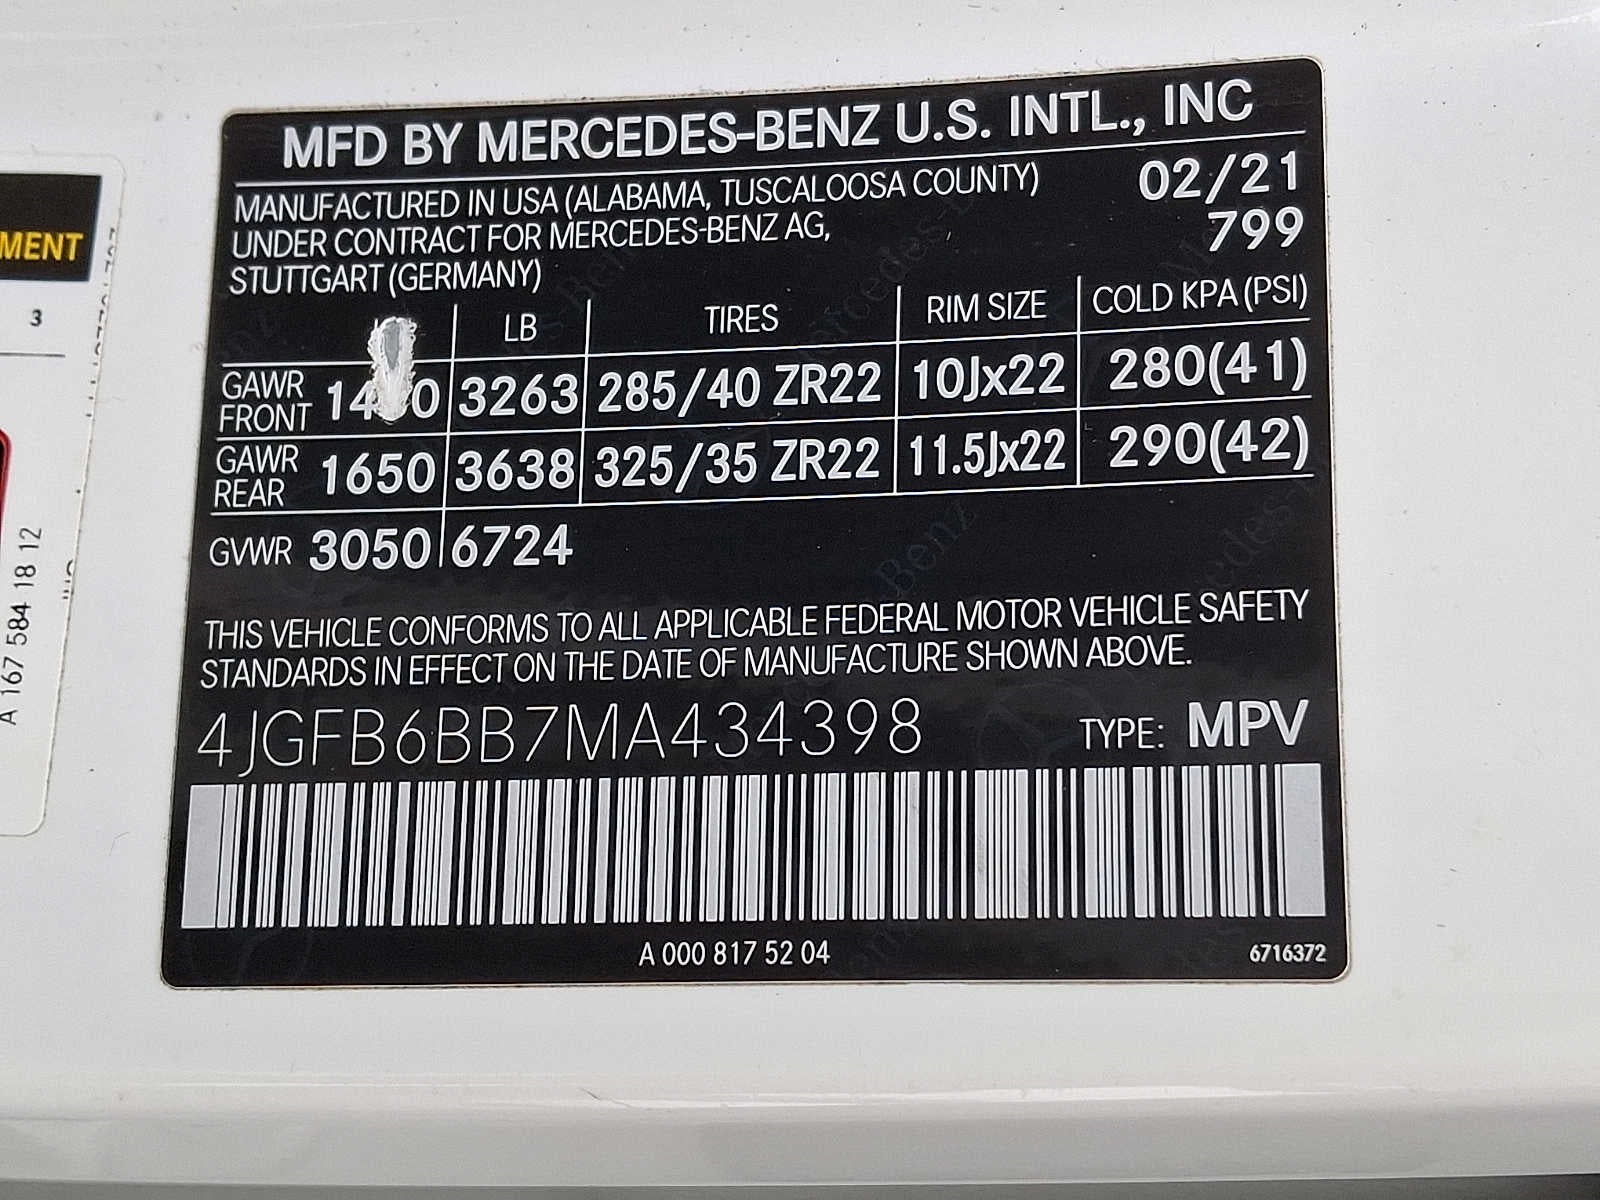 MFD BY MERCEDES-BENZ U.S. INTL., INC
MANUFACTURED IN USA (ALABAMA, TUSCALOOSA COUNTY) 02/21
UNDER CONTRACT FOR MERCEDES-BENZ AG, 799
STUTTGART (GERMANY)
LB TIRES RIM SIZE COLD KPA (PSI)
GAWR FRONT 3263 285/40 ZR22 10Jx22 280(41)
GAWR REAR 1650 3638 325/35 ZR22 11.5Jx22 290(42)
GVWR 3050 6724
THIS VEHICLE CONFORMS TO ALL APPLICABLE FEDERAL MOTOR VEHICLE SAFETY
STANDARDS IN EFFECT ON THE DATE OF MANUFACTURE SHOWN ABOVE.
4JGFB6BB7MA434398 TYPE: MPV
A 000 817 52 04 6716372
MENT
3
A 167 584 18 12